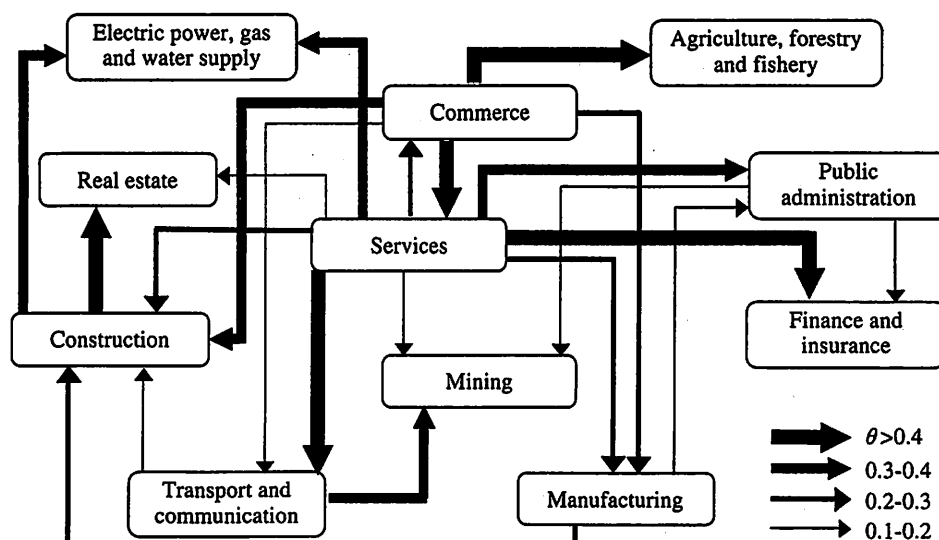 Electric power, gas
and water supply
Agriculture, forestry
and fishery
Commerce
Real estate
Public
administration
Services
Construction
Finance and
insurance
Mining
Transport and
communication
Manufacturing
θ>0.4
0.3-0.4
0.2-0.3
0.1-0.2